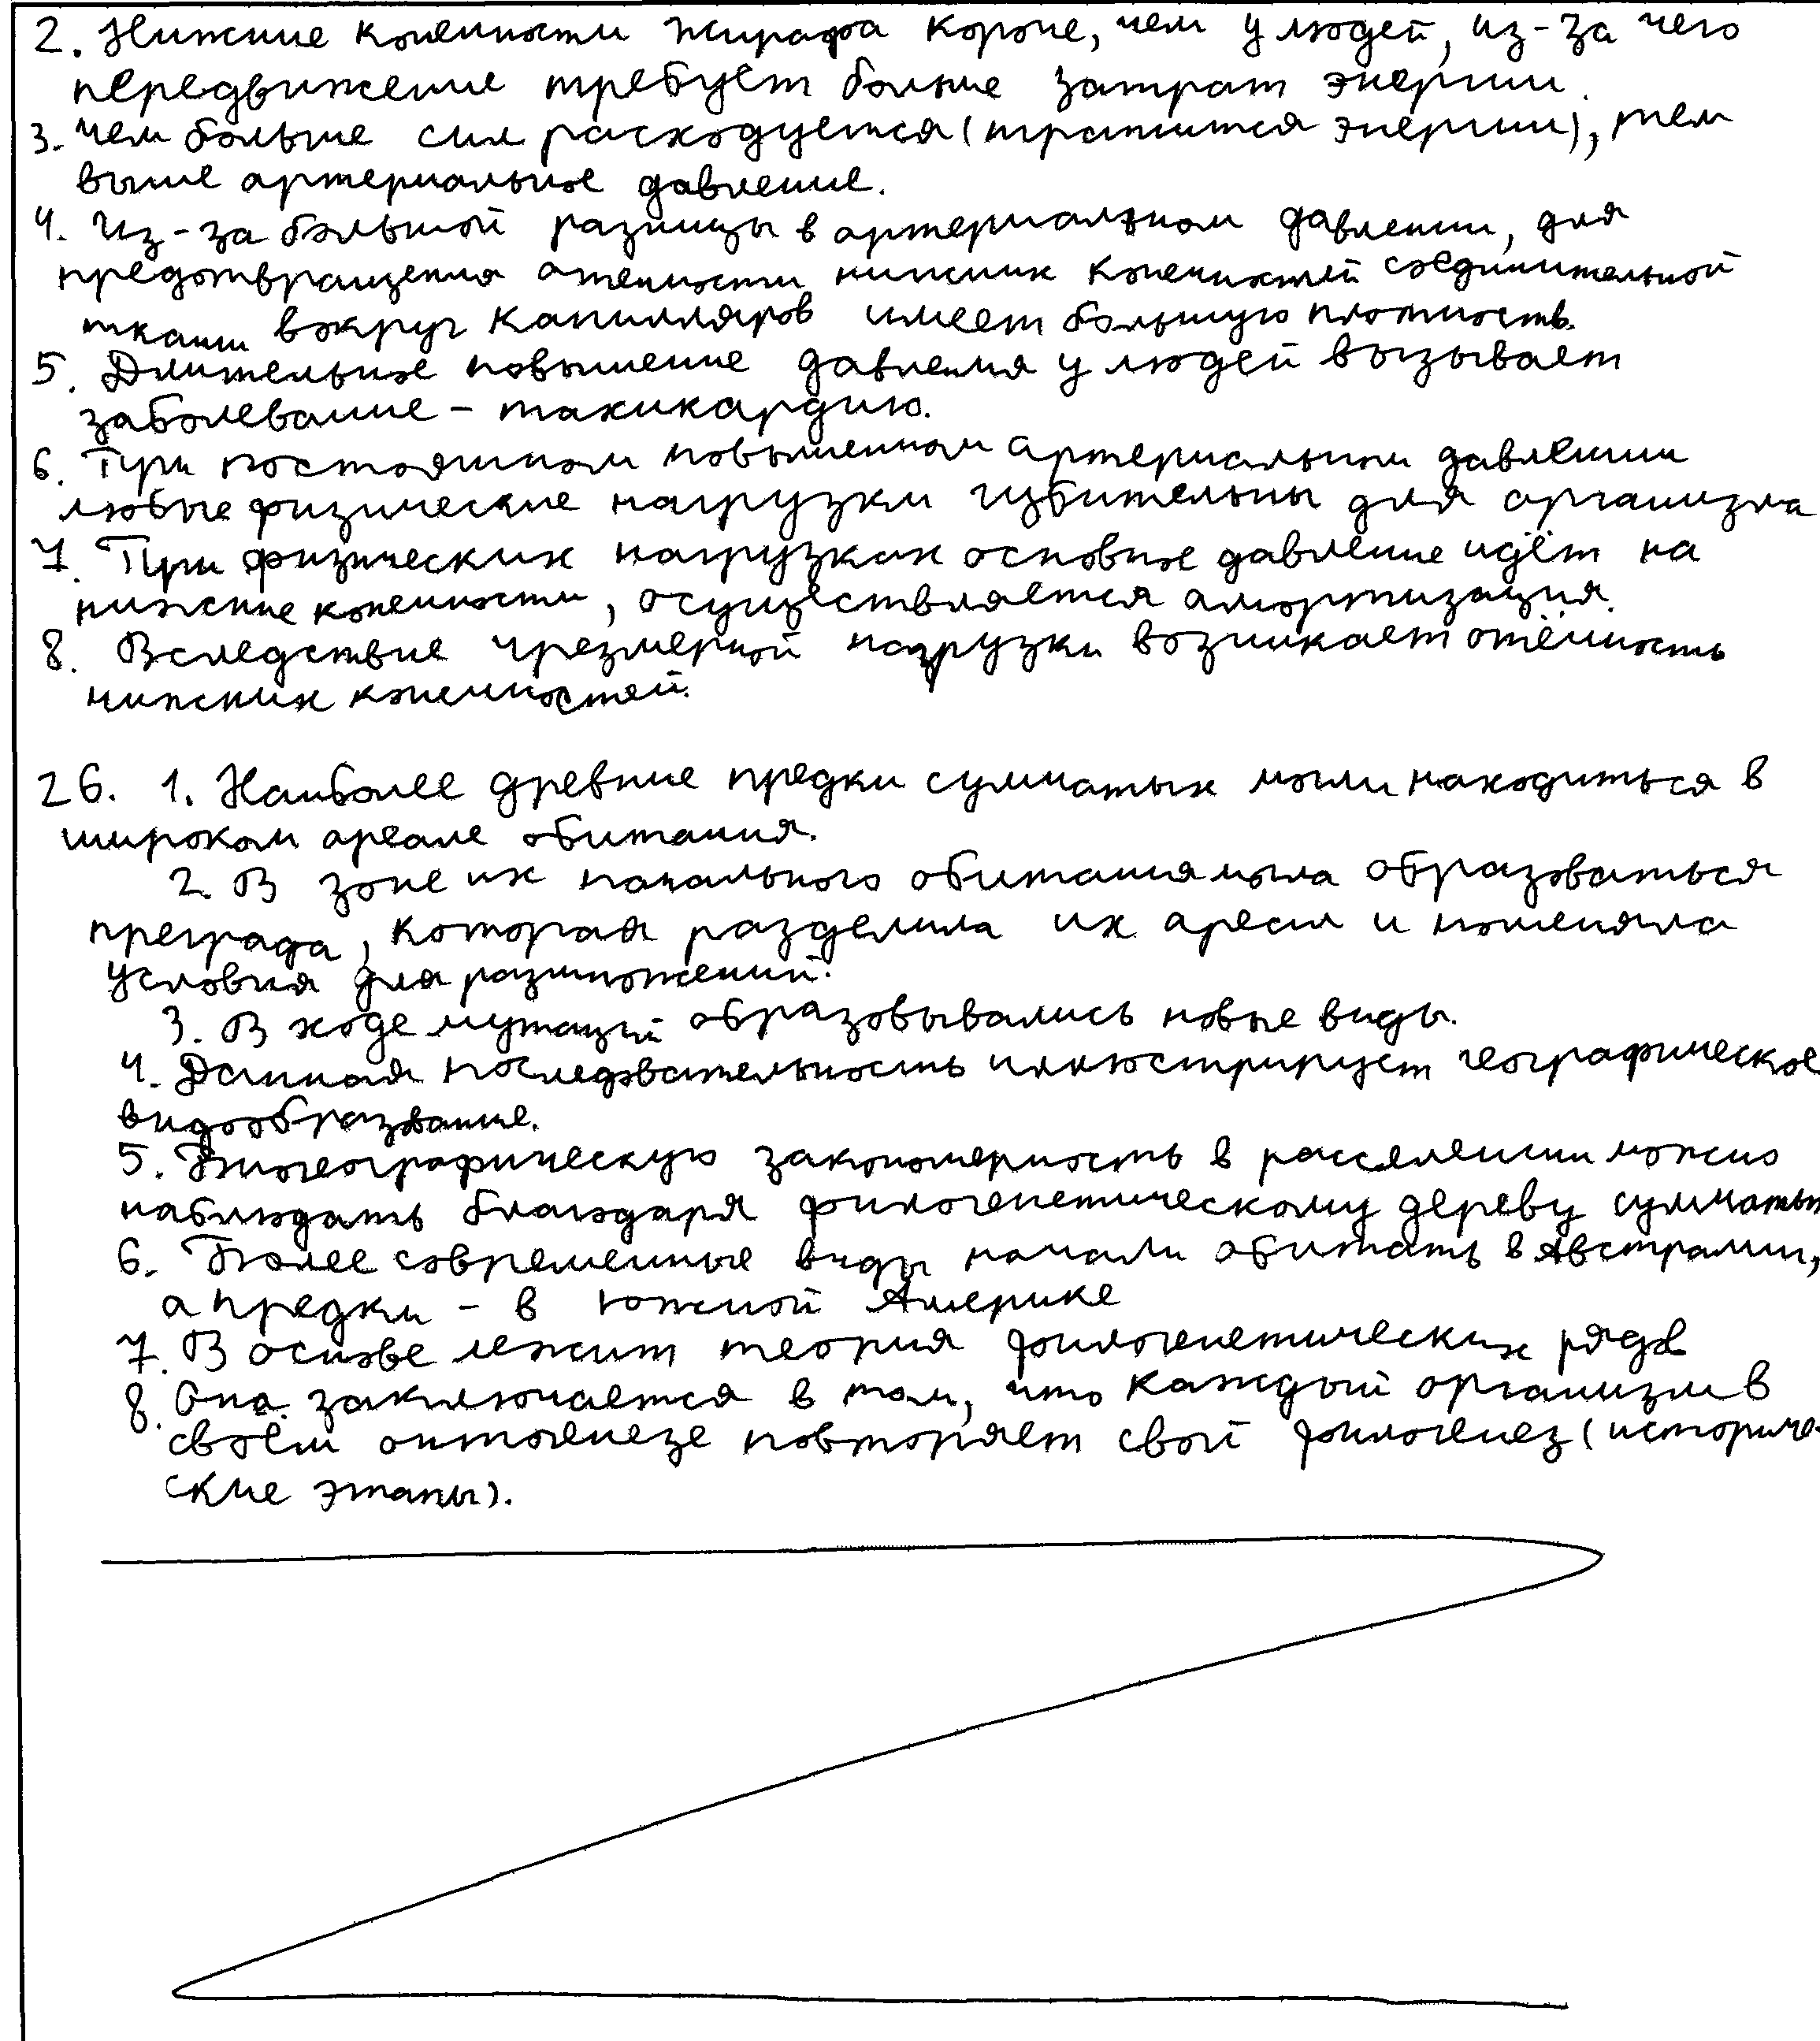 2. Нижние конечности жирафа короче, чем у людей, из-за чего
передвижение требует больше затрат энергии.
3. Чем больше сил расходуется (тратится энергии), тем
выше артериальное давление.
4. Из-за большой разницы в артериальном давлении, для
предотвращения отечности нижних конечностей соединительной
ткани вокруг капилляров имеет большую плотность.
5. Длительное повышение давления у людей вызывает
заболевание - тахикардию.
6. При постоянном повышенном артериальном давлении
любые физические нагрузки губительны для организма
7. При физических нагрузках основное давление идёт на
нижние конечности, осуществляется амортизация.
8. Вследствие чрезмерной нагрузки возникает отёчность
нижних конечностей.
26. 1. Наиболее древние предки сумчатых могли находиться в
широком ареале обитания.
2. В зоне их начального обитания могла образоваться
преграда, которая разделила их ареал и поменяла
условия для размножений.
3. В ходе мутаций образовывались новые виды.
4. Данная последовательность иллюстрирует географическое
видообразование.
5. Биогеографическую закономерность в расселении можно
наблюдать благодаря филогенетическому дереву сумчатых
6. Более современные виды начали обитать в Австралии,
а предки - в Южной Америке
7. В основе лежит теория филогенетических рядов
8. Она заключается в том, что каждый организм в
своём онтогенезе повторяет свой филогенез (историче-
ские этапы).